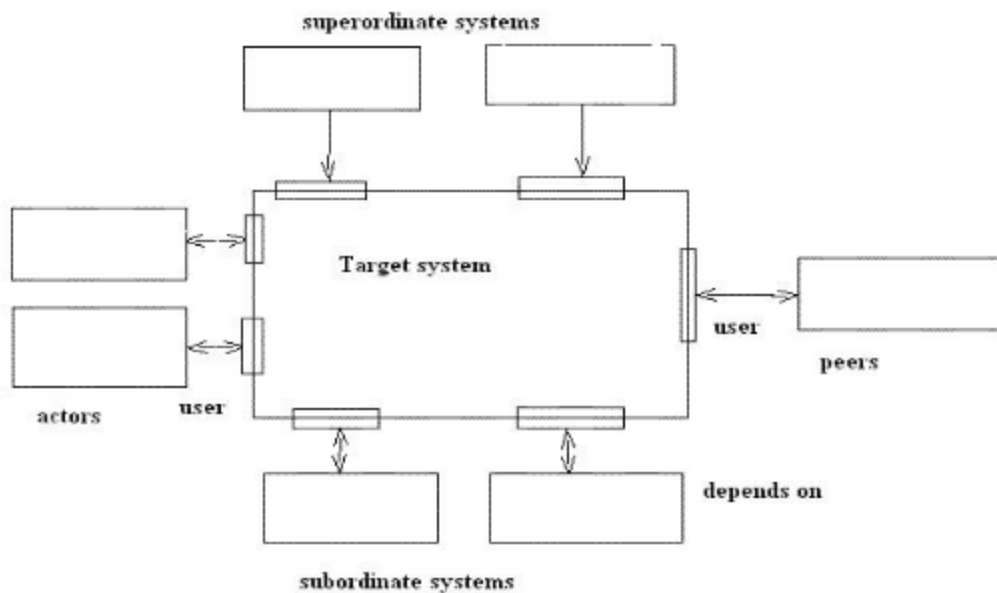 superordinate systems
Target system
user
peers
actors
user
depends on
subordinate systems